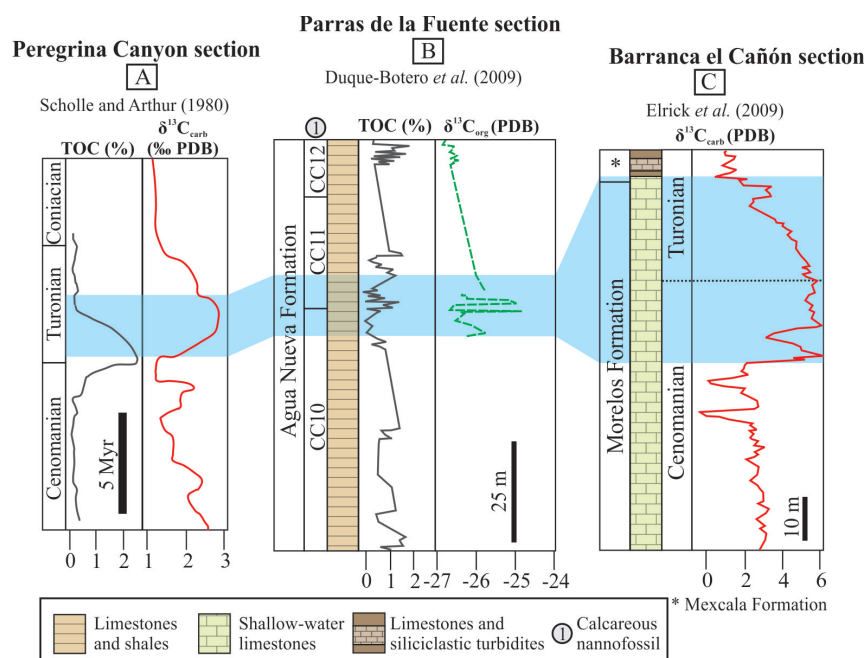 Peregrina Canyon section
A
Scholle and Arthur (1980)
TOC (%)
δ¹³C_carb
(‰ PDB)
Coniacian
Turonian
Cenomanian
5 Myr
0 1 2
1 2 3
Parras de la Fuente section
B
Duque-Botero et al. (2009)
1
TOC (%)
δ¹³C_org (PDB)
Agua Nueva Formation
CC12
CC11
CC10
25 m
0 1 2
-27 -26 -25 -24
Barranca el Cañón section
C
Elrick et al. (2009)
δ¹³C_carb (PDB)
*
Morelos Formation
Turonian
Cenomanian
10 m
0 2 4 6
* Mexcala Formation
Limestones
and shales
Shallow-water
limestones
Limestones and
siliciclastic turbidites
1
Calcareous
nannofossil